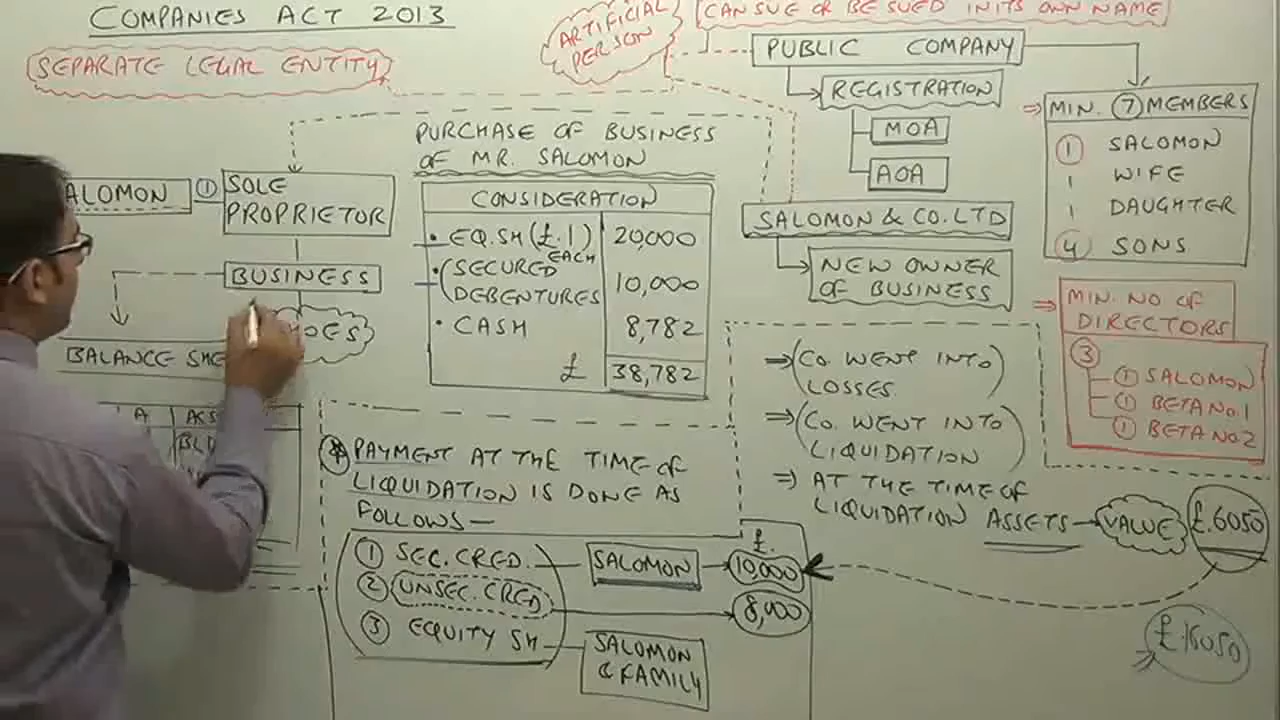 COMPANIES ACT 2013
SEPARATE LEGAL ENTITY
ARTIFICIAL
PERSON
CAN SUE OR BE SUED IN ITS OWN NAME
PUBLIC COMPANY
REGISTRATION
MOA
AOA
MIN. 7 MEMBERS
1 SALOMON
1 WIFE
1 DAUGHTER
4 SONS
PURCHASE OF BUSINESS
OF MR. SALOMON
ALOMON
1 SOLE
PROPRIETOR
BUSINESS
BALANCE SHE
A
CONSIDERATION
• EQ.SH (£.1) 20,000
EACH
• (SECURED
DEBENTURES 10,000
• CASH 8,782
£ 38,782
SALOMON & CO. LTD
NEW OWNER
OF BUSINESS
MIN. NO OF
DIRECTORS
3
1 SALOMON
1 BETA NO.1
1 BETA NO.2
⇒ (CO. WENT INTO
LOSSES.
⇒ (CO. WENT INTO
LIQUIDATION
⇒ AT THE TIME OF
LIQUIDATION ASSETS VALUE £.6050
PAYMENT AT THE TIME OF
LIQUIDATION IS DONE AS
FOLLOWS —
£.
1 SEC. CRED. SALOMON 10,000
2 UNSEC. CRED 8,000
3 EQUITY SH SALOMON
& FAMILY